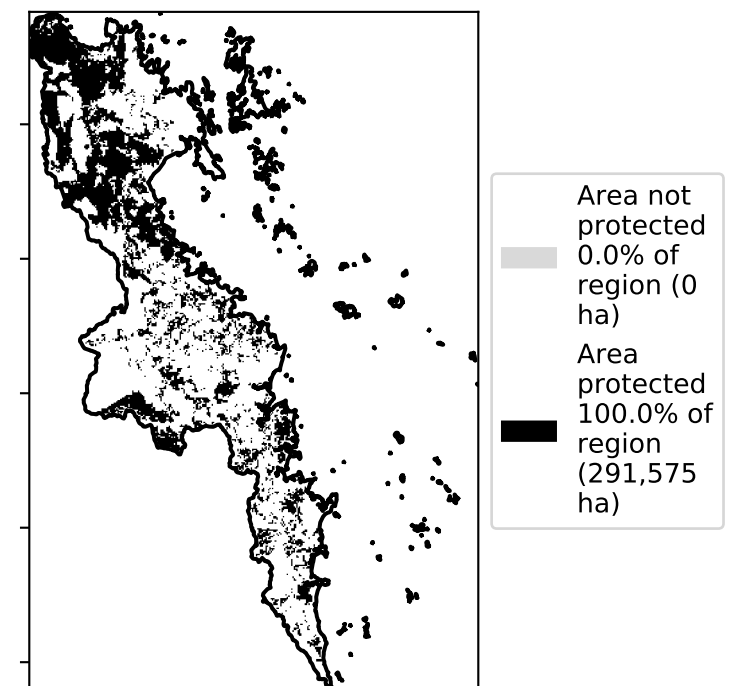 Area not
protected
0.0% of
region (0
ha)
Area
protected
100.0% of
region
(291,575
ha)